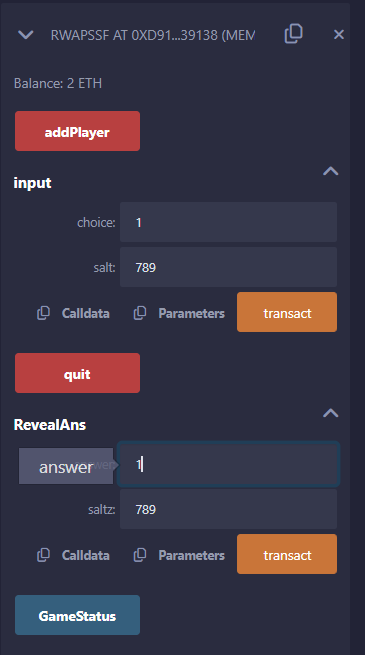 RWAPSSF AT 0XD91...39138 (MEM
Balance: 2 ETH
addPlayer
input
choice: 1
salt: 789
Calldata Parameters transact
quit
RevealAns
answer 1
saltz: 789
Calldata Parameters transact
GameStatus